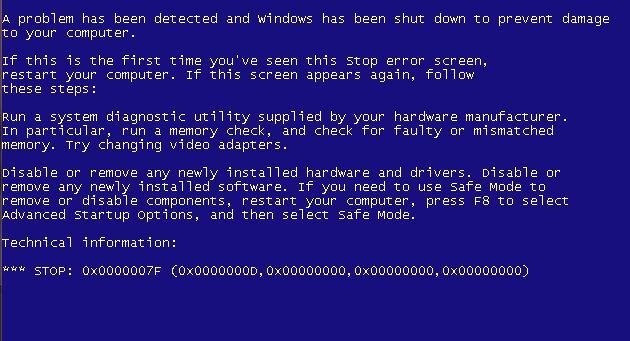 A problem has been detected and Windows has been shut down to prevent damage
to your computer.
If this is the first time you've seen this Stop error screen,
restart your computer. If this screen appears again, follow
these steps:
Run a system diagnostic utility supplied by your hardware manufacturer.
In particular, run a memory check, and check for faulty or mismatched
memory. Try changing video adapters.
Disable or remove any newly installed hardware and drivers. Disable or
remove any newly installed software. If you need to use Safe Mode to
remove or disable components, restart your computer, press F8 to select
Advanced Startup Options, and then select Safe Mode.
Technical information:
*** STOP: 0x0000007F (0x0000000D,0x00000000,0x00000000,0x00000000)